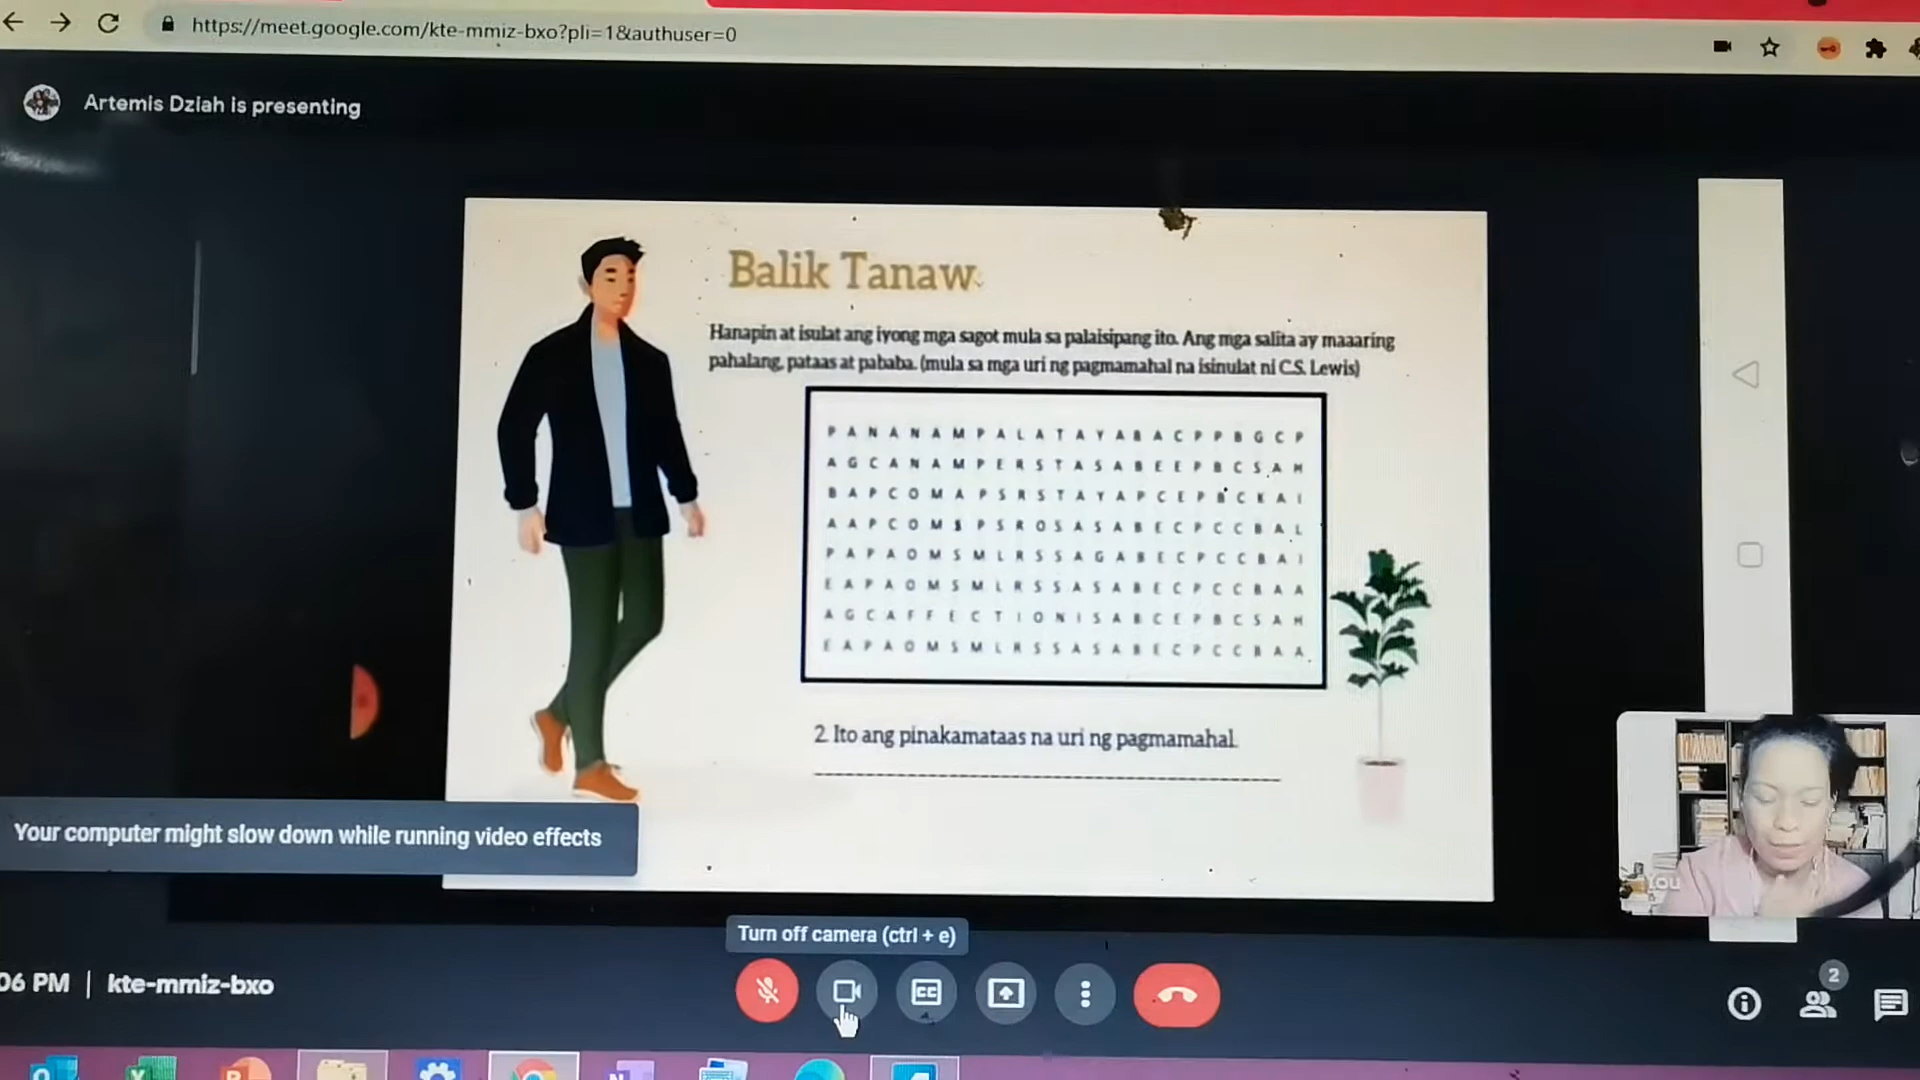 https://meet.google.com/kte-mmiz-bxo?pli=1&authuser=0
Artemis Dziah is presenting
Balik Tanaw
Hanapin at isulat ang iyong mga sagot mula sa palaisipang ito. Ang mga salita ay maaaring
pahalang, pataas at pababa. (mula sa mga uri ng pagmamahal na isinulat ni C.S. Lewis)
P A N A N A M P A L A T A Y A B A C P P B G C P
A G C A N A M P E R S T A S A B E E P B C S A H
B A P C O M A P S R S T A Y A P C E P B C K A I
A A P C O M S P S R O S A S A B E C P C C B A L
P A P A O M S M L R S S A G A B E C P C C B A I
E A P A O M S M L R S S A S A B E C P C C B A A
A G C A F F E C T I O N I S A B C E P B C S A H
E A P A O M S M L R S S A S A B E C P C C B A A
2. Ito ang pinakamataas na uri ng pagmamahal.
You
Your computer might slow down while running video effects
Turn off camera (ctrl + e)
06 PM | kte-mmiz-bxo
CC
2